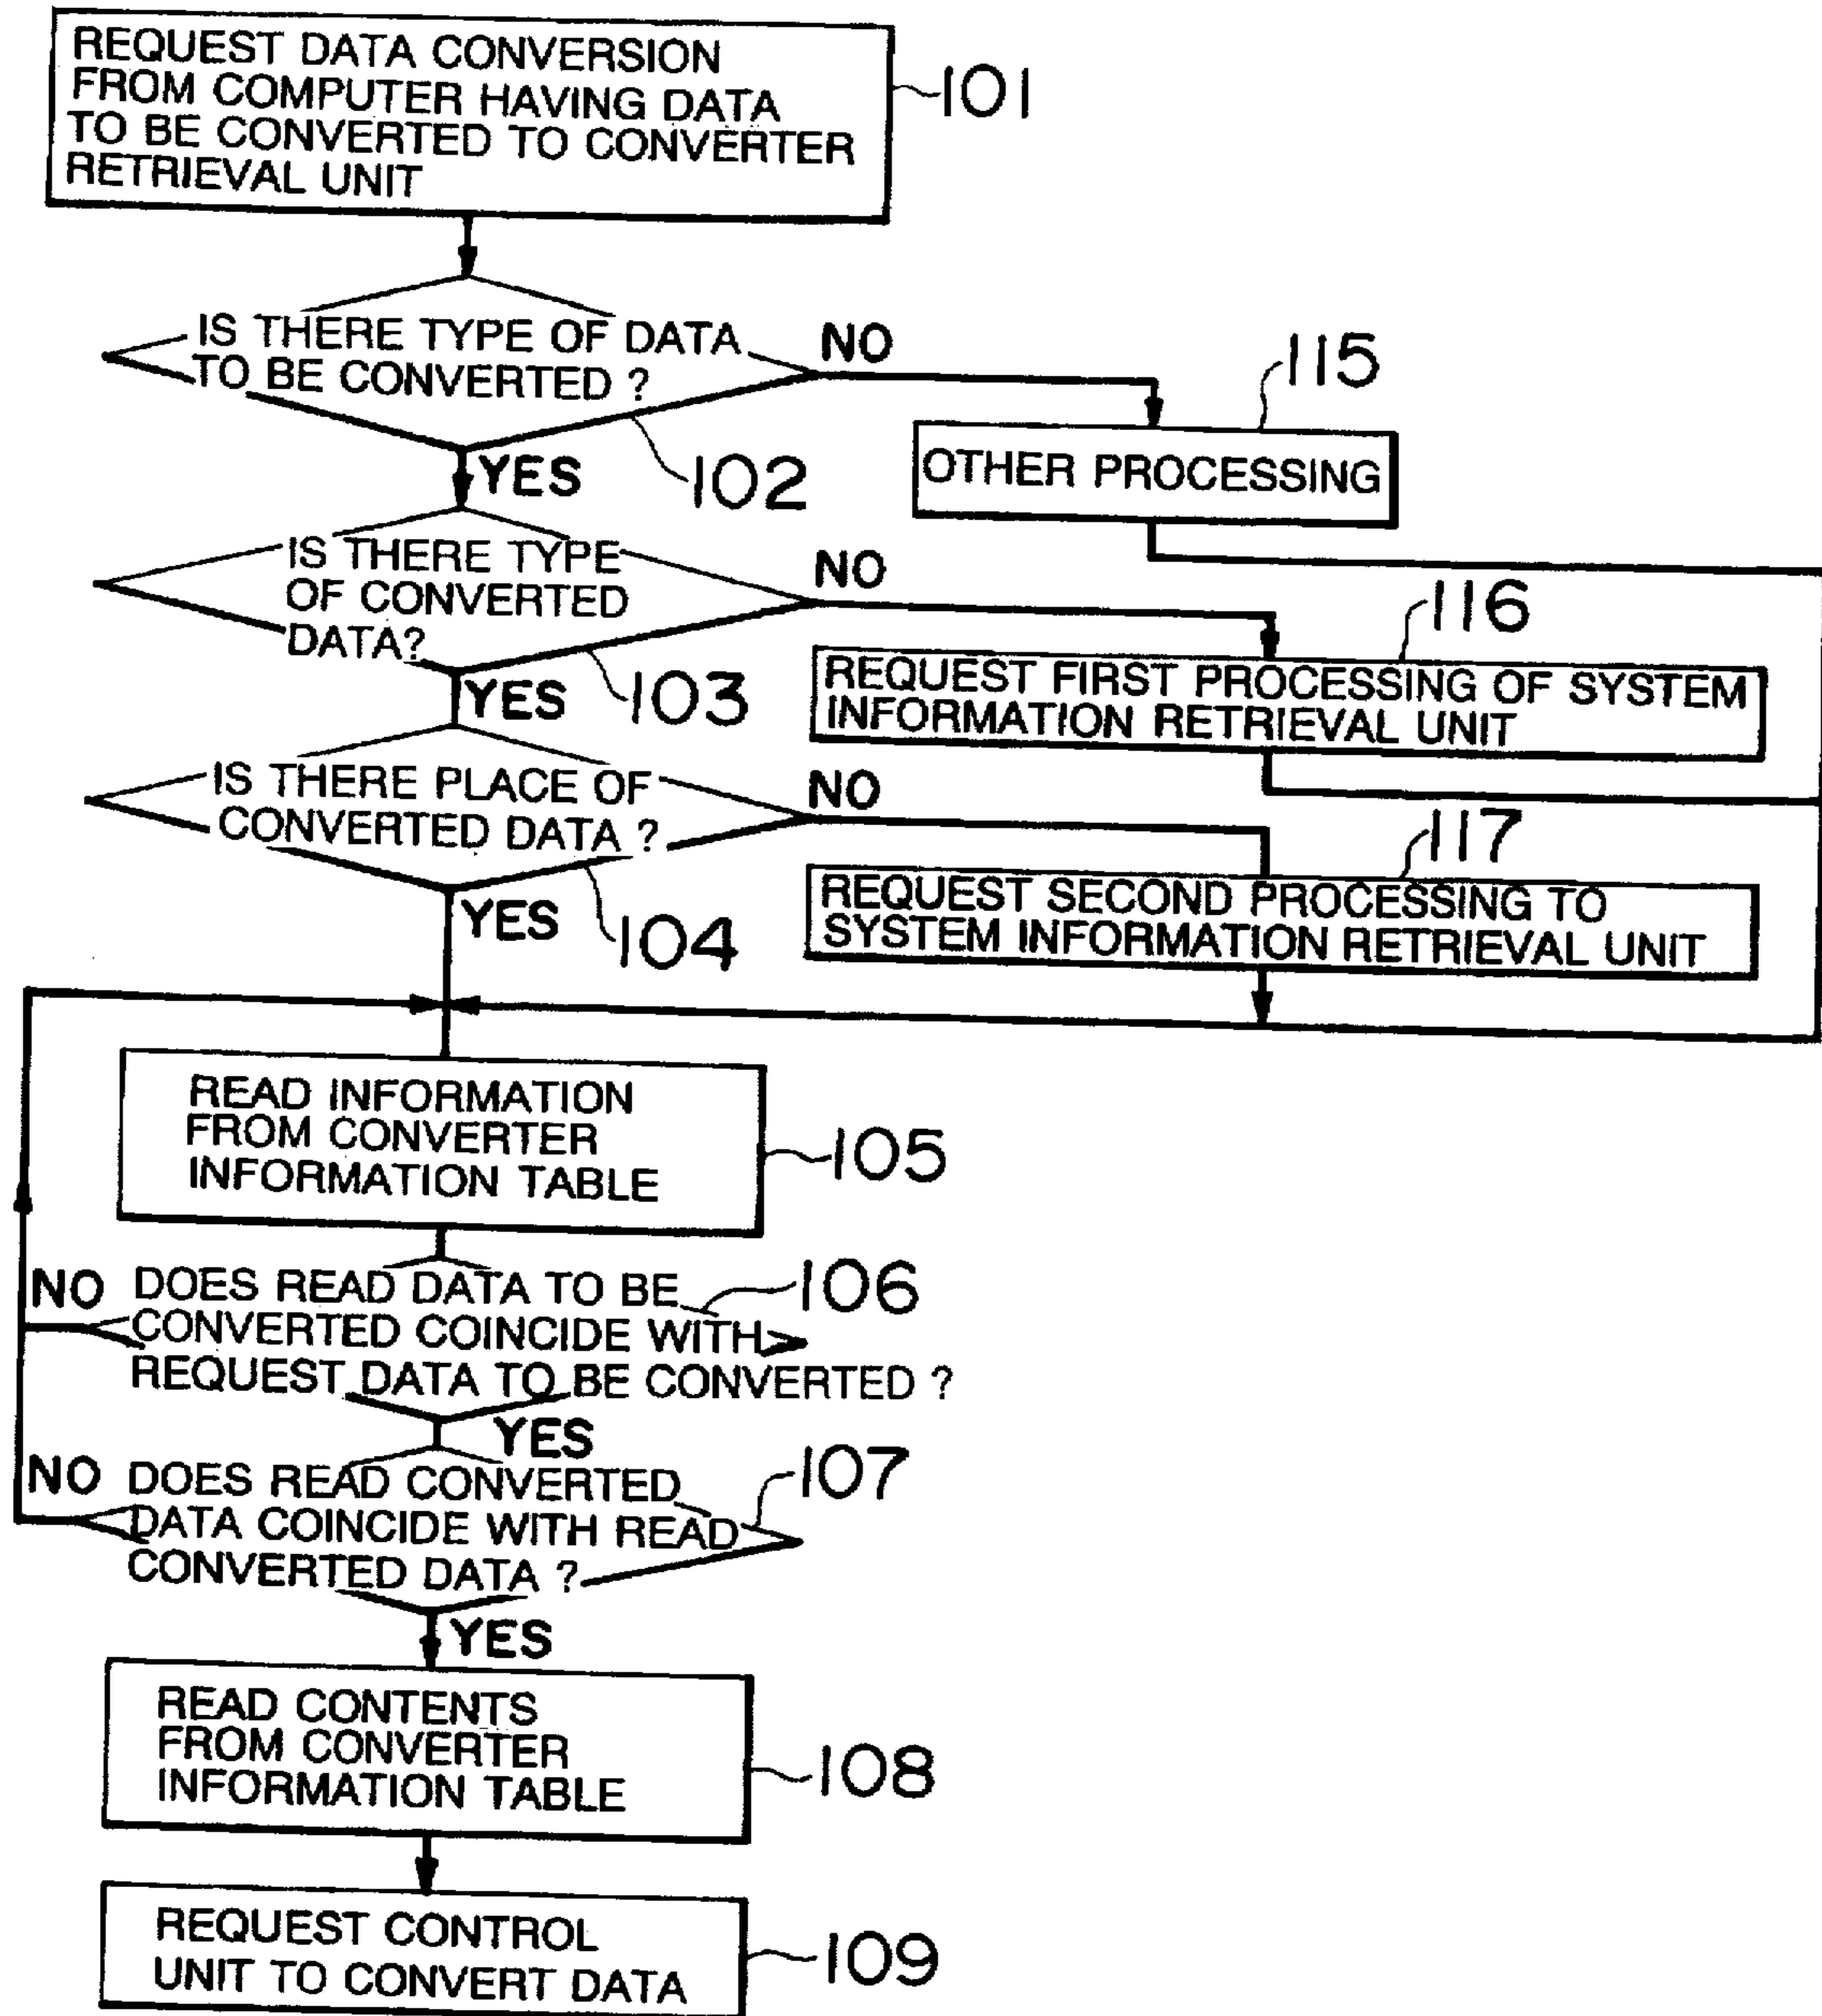 REQUEST DATA CONVERSION
FROM COMPUTER HAVING DATA
TO BE CONVERTED TO CONVERTER
RETRIEVAL UNIT
101
IS THERE TYPE OF DATA
TO BE CONVERTED ?
NO
YES
102
115
OTHER PROCESSING
IS THERE TYPE
OF CONVERTED
DATA?
NO
YES
103
116
REQUEST FIRST PROCESSING OF SYSTEM
INFORMATION RETRIEVAL UNIT
IS THERE PLACE OF
CONVERTED DATA ?
NO
YES
104
117
REQUEST SECOND PROCESSING TO
SYSTEM INFORMATION RETRIEVAL UNIT
READ INFORMATION
FROM CONVERTER
INFORMATION TABLE
105
NO
DOES READ DATA TO BE
CONVERTED COINCIDE WITH
REQUEST DATA TO BE CONVERTED ?
106
YES
NO
DOES READ CONVERTED
DATA COINCIDE WITH READ
CONVERTED DATA ?
107
YES
READ CONTENTS
FROM CONVERTER
INFORMATION TABLE
108
REQUEST CONTROL
UNIT TO CONVERT DATA
109